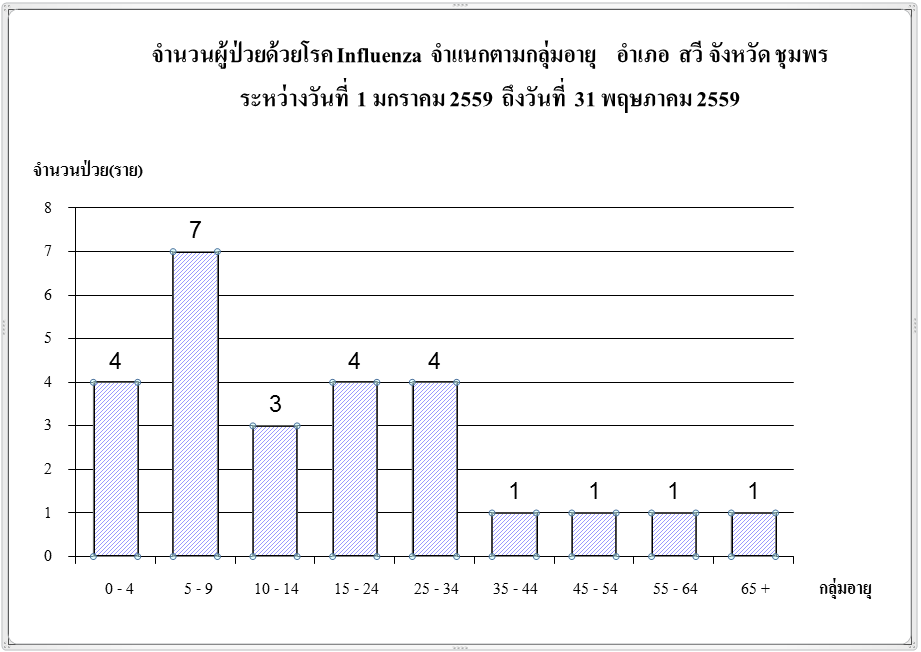 จำนวนผู้ป่วยด้วยโรค Influenza จำแนกตามกลุ่มอายุ อำเภอ สวี จังหวัด ชุมพร
ระหว่างวันที่ 1 มกราคม 2559 ถึงวันที่ 31 พฤษภาคม 2559
จำนวนป่วย(ราย)
8
7
6
5
4
3
2
1
0
4 7 3 4 4 1 1 1 1
0 - 4 5 - 9 10 - 14 15 - 24 25 - 34 35 - 44 45 - 54 55 - 64 65 + กลุ่มอายุ